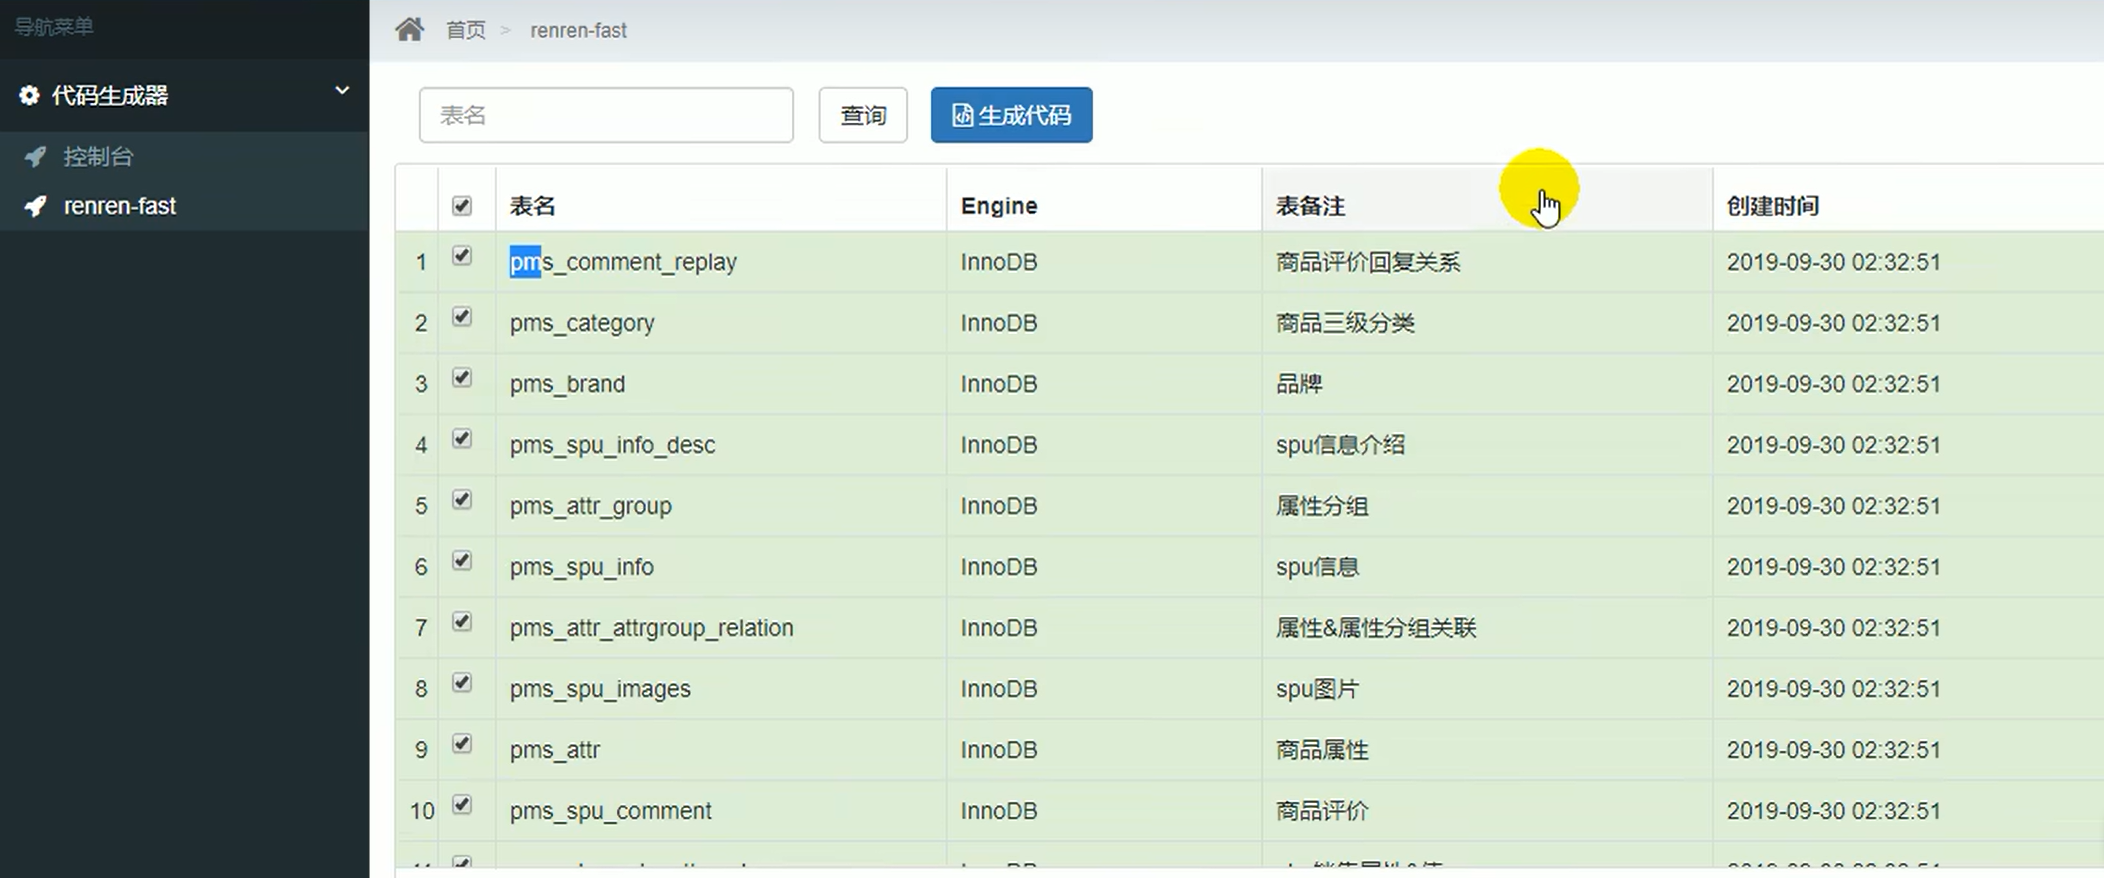 导航菜单
首页 > renren-fast
代码生成器
表名 查询 生成代码
控制台
renren-fast
表名 Engine 表备注 创建时间
1 pms_comment_replay InnoDB 商品评价回复关系 2019-09-30 02:32:51
2 pms_category InnoDB 商品三级分类 2019-09-30 02:32:51
3 pms_brand InnoDB 品牌 2019-09-30 02:32:51
4 pms_spu_info_desc InnoDB spu信息介绍 2019-09-30 02:32:51
5 pms_attr_group InnoDB 属性分组 2019-09-30 02:32:51
6 pms_spu_info InnoDB spu信息 2019-09-30 02:32:51
7 pms_attr_attrgroup_relation InnoDB 属性&属性分组关联 2019-09-30 02:32:51
8 pms_spu_images InnoDB spu图片 2019-09-30 02:32:51
9 pms_attr InnoDB 商品属性 2019-09-30 02:32:51
10 pms_spu_comment InnoDB 商品评价 2019-09-30 02:32:51